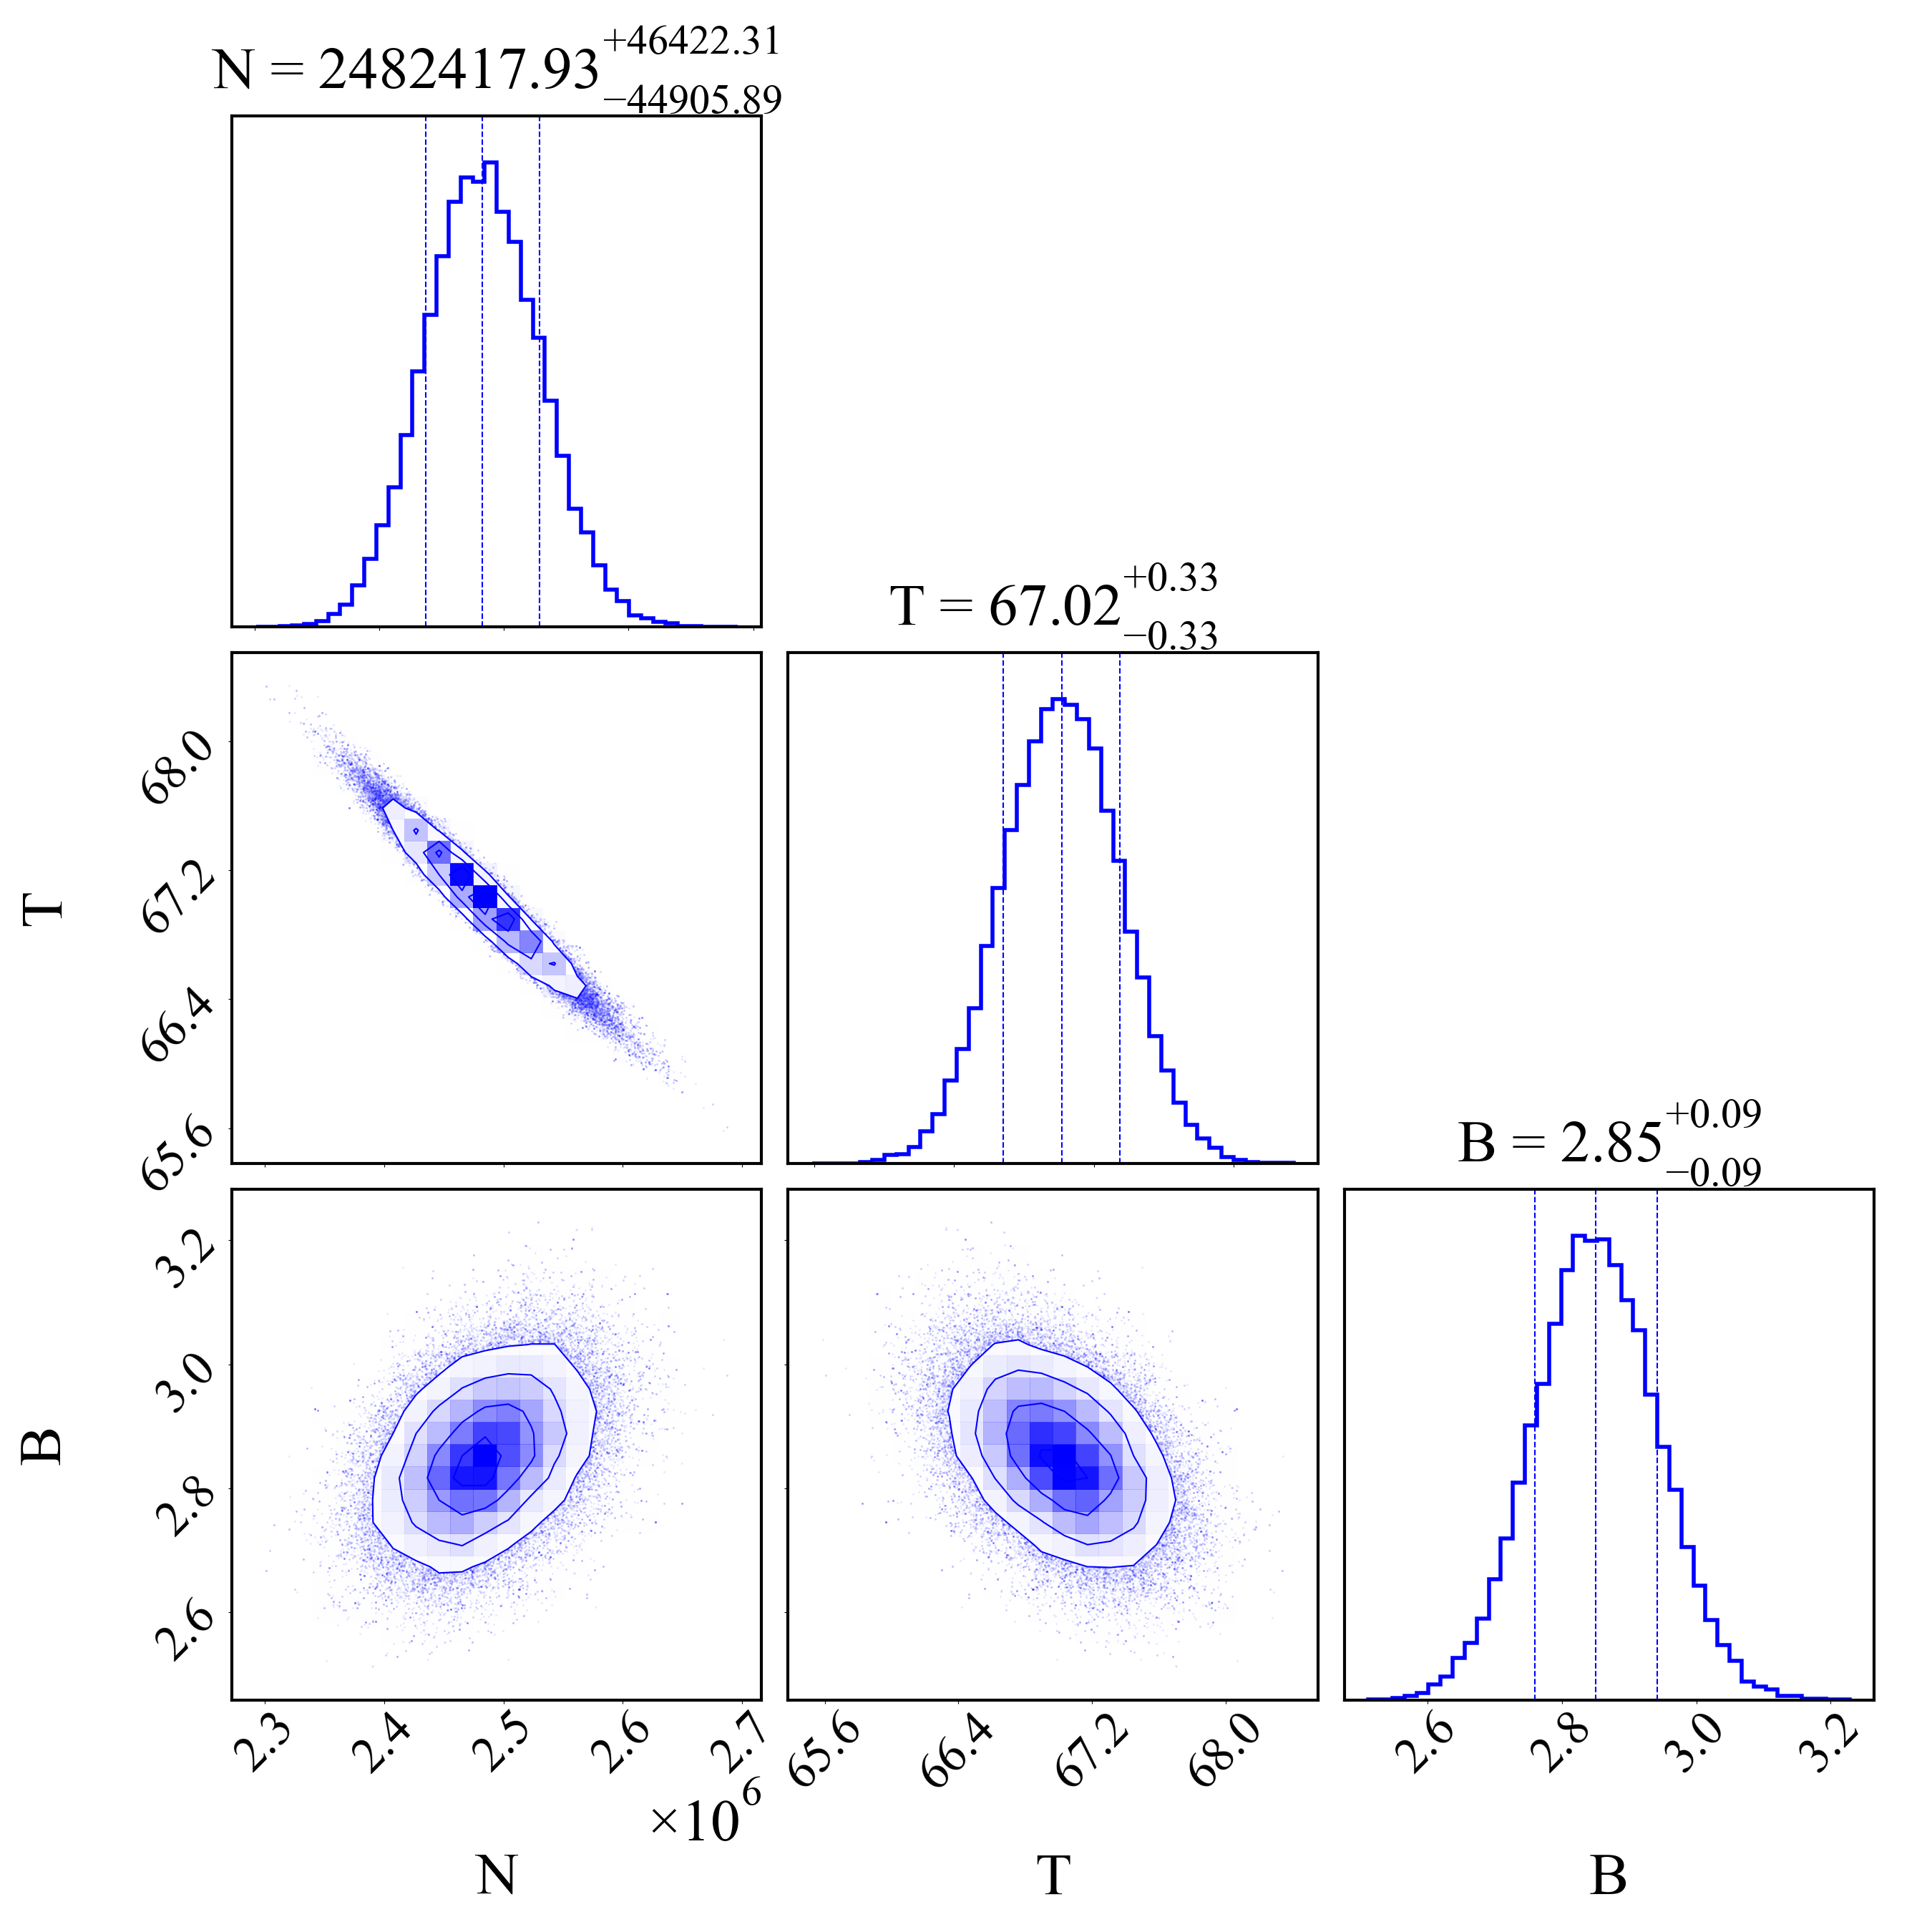 N = 2482417.93 +46422.31 −44905.89
T = 67.02 +0.33 −0.33
68.0
67.2
66.4
65.6
T
B = 2.85 +0.09 −0.09
3.2
3.0
2.8
2.6
B
2.3 2.4 2.5 2.6 2.7
×10^6
65.6 66.4 67.2 68.0
2.6 2.8 3.0 3.2
N T B